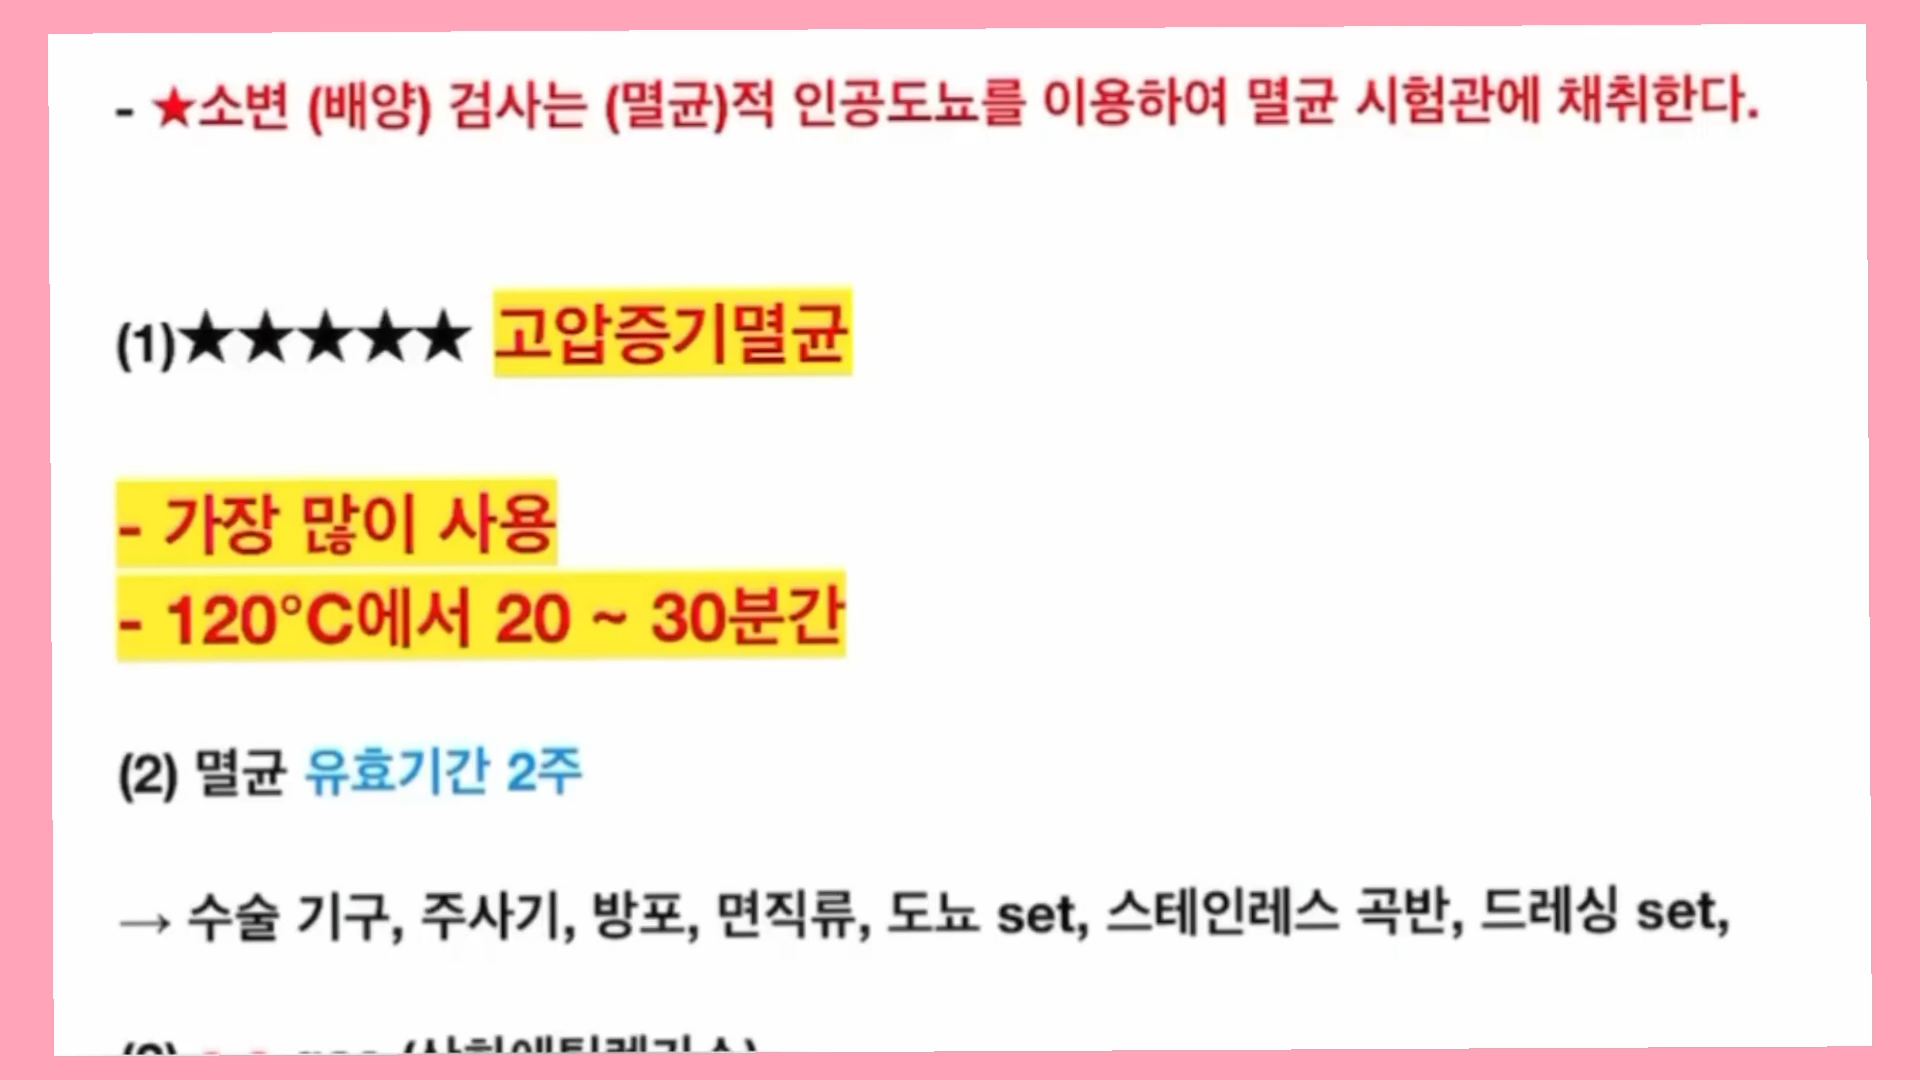 - ★소변 (배양) 검사는 (멸균)적 인공도뇨를 이용하여 멸균 시험관에 채취한다.
(1)★★★★★ 고압증기멸균
- 가장 많이 사용
- 120°C에서 20 ~ 30분간
(2) 멸균 유효기간 2주
→ 수술 기구, 주사기, 방포, 면직류, 도뇨 set, 스테인레스 곡반, 드레싱 set,